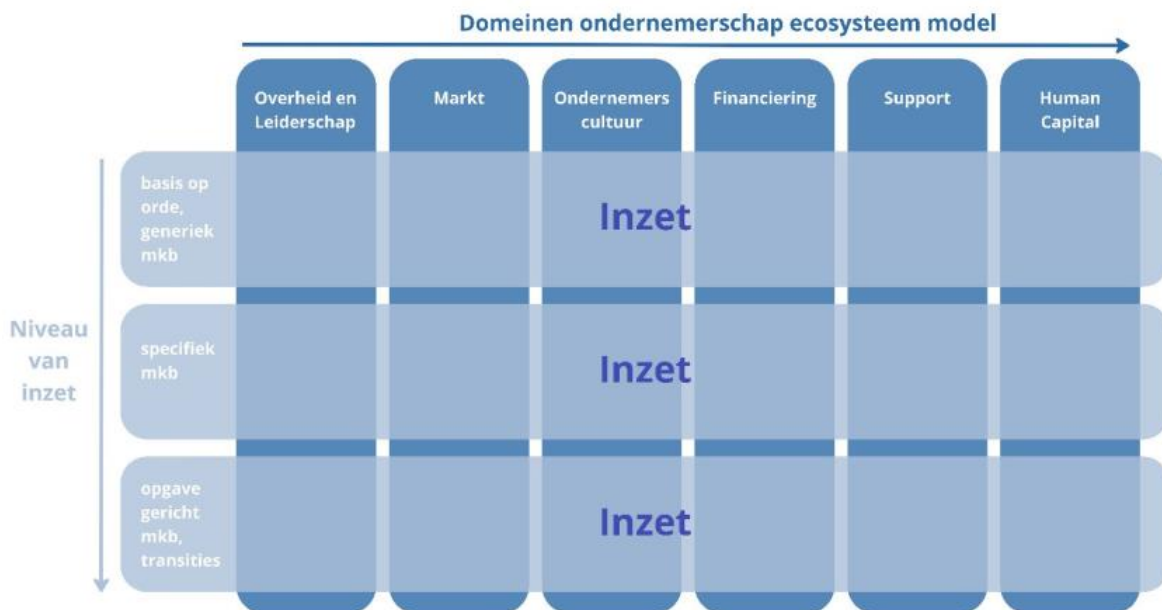 Domeinen ondernemerschap ecosysteem model
Overheid en
Leiderschap
Markt
Ondernemers
cultuur
Financiering
Support
Human
Capital
Niveau
van
inzet
basis op
orde,
generiek
mkb
Inzet
specifiek
mkb
Inzet
opgave
gericht
mkb,
transities
Inzet